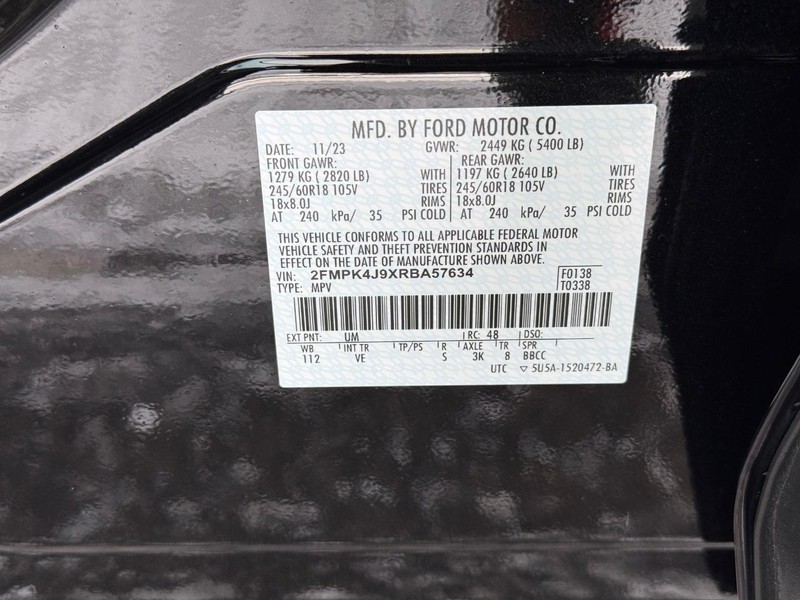 MFD. BY FORD MOTOR CO.
DATE: 11/23 GVWR: 2449 KG ( 5400 LB)
FRONT GAWR: REAR GAWR:
1279 KG ( 2820 LB) WITH 1197 KG ( 2640 LB) WITH
245/60R18 105V TIRES 245/60R18 105V TIRES
18x8.0J RIMS 18x8.0J RIMS
AT 240 kPa/ 35 PSI COLD AT 240 kPa/ 35 PSI COLD
THIS VEHICLE CONFORMS TO ALL APPLICABLE FEDERAL MOTOR
VEHICLE SAFETY AND THEFT PREVENTION STANDARDS IN
EFFECT ON THE DATE OF MANUFACTURE SHOWN ABOVE.
VIN: 2FMPK4J9XRBA57634 F0138
TYPE: MPV T0338
EXT PNT: UM RC: 48 DSO:
WB INT TR TP/PS R AXLE TR SPR
112 VE S 3K 8 BBCC
UTC ▽ 5U5A-1520472-BA